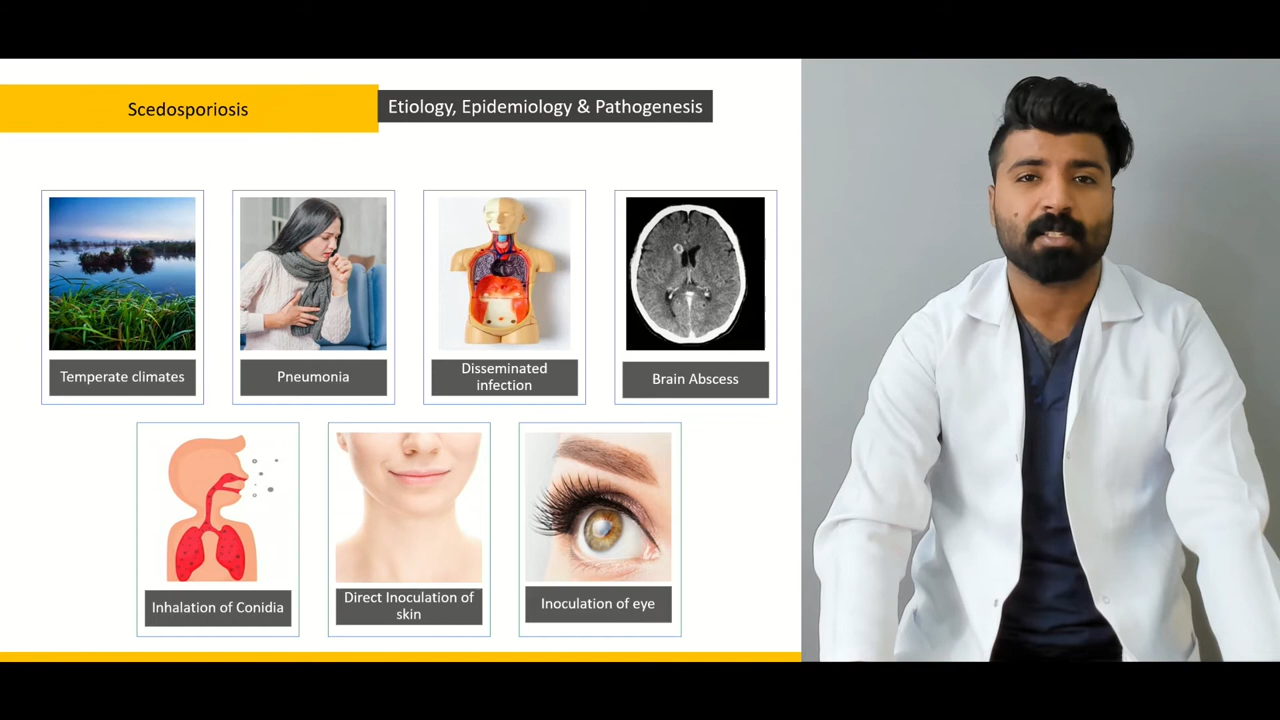 Scedosporiosis
Etiology, Epidemiology & Pathogenesis
Temperate climates
Pneumonia
Disseminated
infection
Brain Abscess
Inhalation of Conidia
Direct Inoculation of
skin
Inoculation of eye